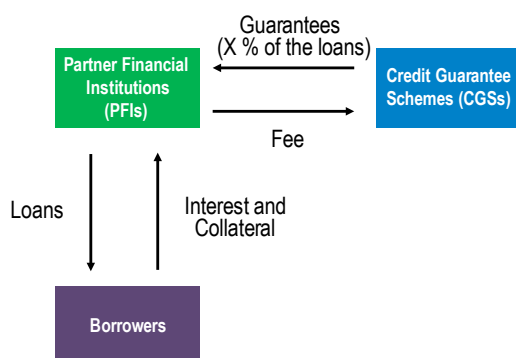 Guarantees
(X % of the loans)
Partner Financial
Institutions
(PFIs)
Credit Guarantee
Schemes (CGSs)
Fee
Loans
Interest and
Collateral
Borrowers